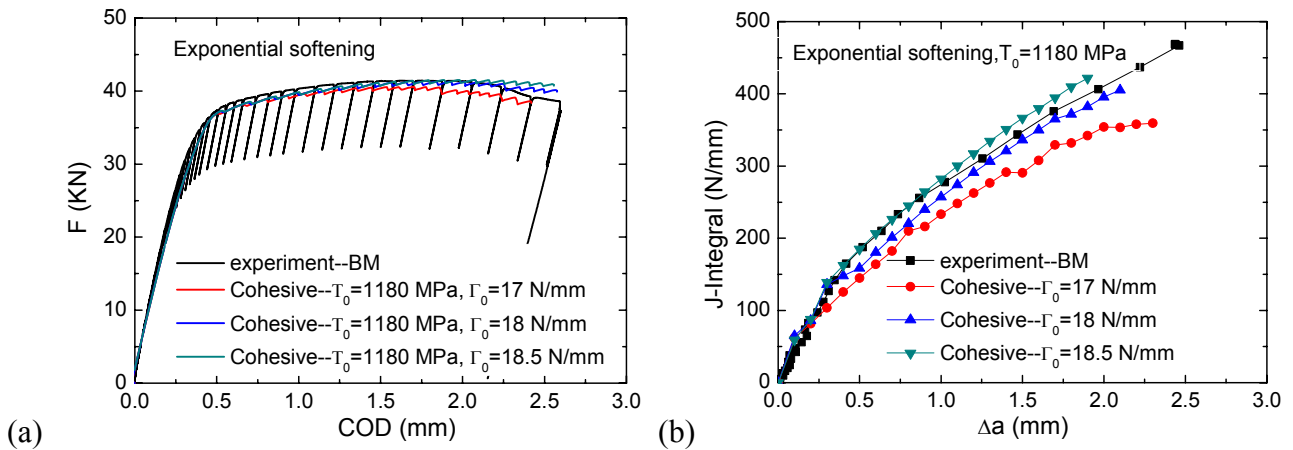 Exponential softening
50
40
30
20
10
0
F (KN)
experiment--BM
Cohesive--T₀=1180 MPa, Γ₀=17 N/mm
Cohesive--T₀=1180 MPa, Γ₀=18 N/mm
Cohesive--T₀=1180 MPa, Γ₀=18.5 N/mm
0.0 0.5 1.0 1.5 2.0 2.5 3.0
COD (mm)
(a)
Exponential softening,T₀=1180 MPa
500
400
300
200
100
0
J-Integral (N/mm)
experiment--BM
Cohesive--Γ₀=17 N/mm
Cohesive--Γ₀=18 N/mm
Cohesive--Γ₀=18.5 N/mm
0.0 0.5 1.0 1.5 2.0 2.5 3.0
Δa (mm)
(b)